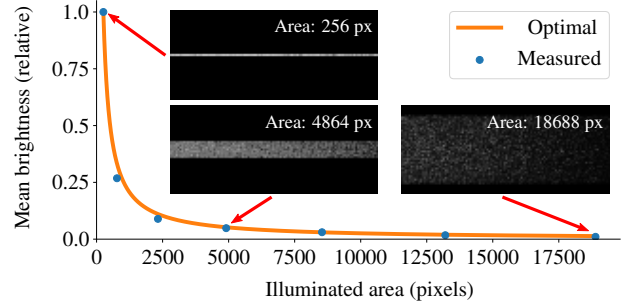 Mean brightness (relative)
1.0
0.75
0.5
0.25
0.0
Area: 256 px
Area: 4864 px
Area: 18688 px
Optimal
Measured
0 2500 5000 7500 10000 12500 15000 17500
Illuminated area (pixels)